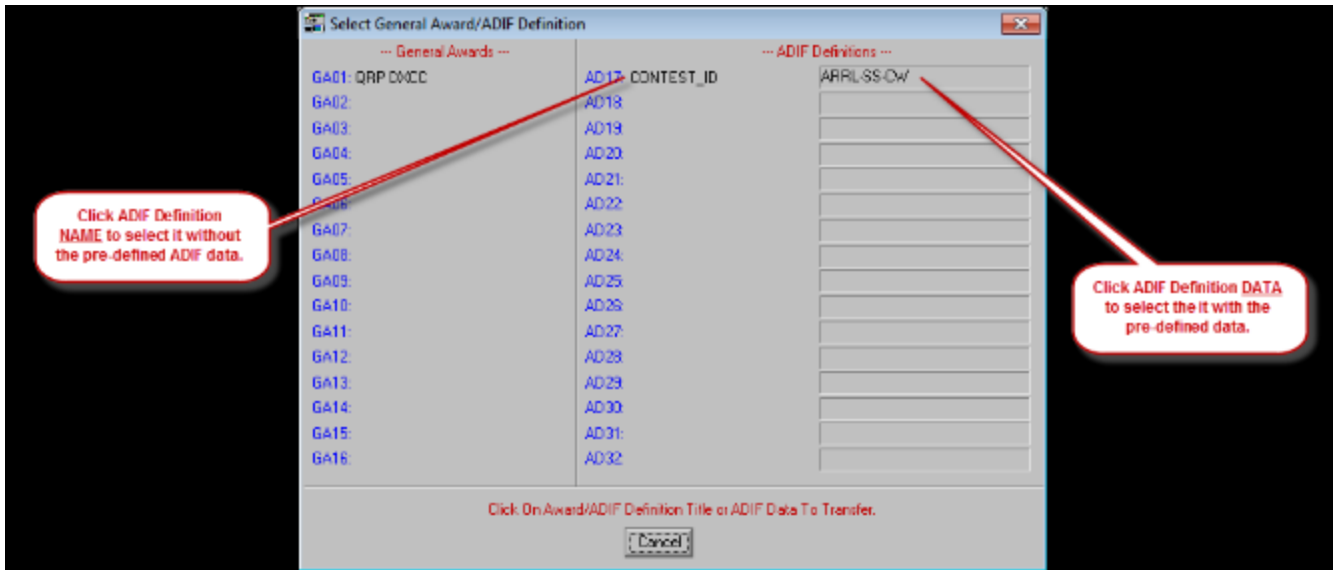 Select General Award/ADIF Definition
--- General Awards ---
--- ADIF Definitions ---
GA01: QRP DXCC
AD17: CONTEST_ID
ARRL-SS-CW
GA02:
AD18:
GA03:
AD19:
GA04:
AD20:
GA05:
AD21:
GA06:
AD22:
GA07:
AD23:
GA08:
AD24:
GA09:
AD25:
GA10:
AD26:
GA11:
AD27:
GA12:
AD28:
GA13:
AD29:
GA14:
AD30:
GA15:
AD31:
GA16:
AD32:
Click ADIF Definition
NAME to select it without
the pre-defined ADIF data.
Click ADIF Definition DATA
to select the it with the
pre-defined data.
Click On Award/ADIF Definition Title or ADIF Data To Transfer.
Cancel